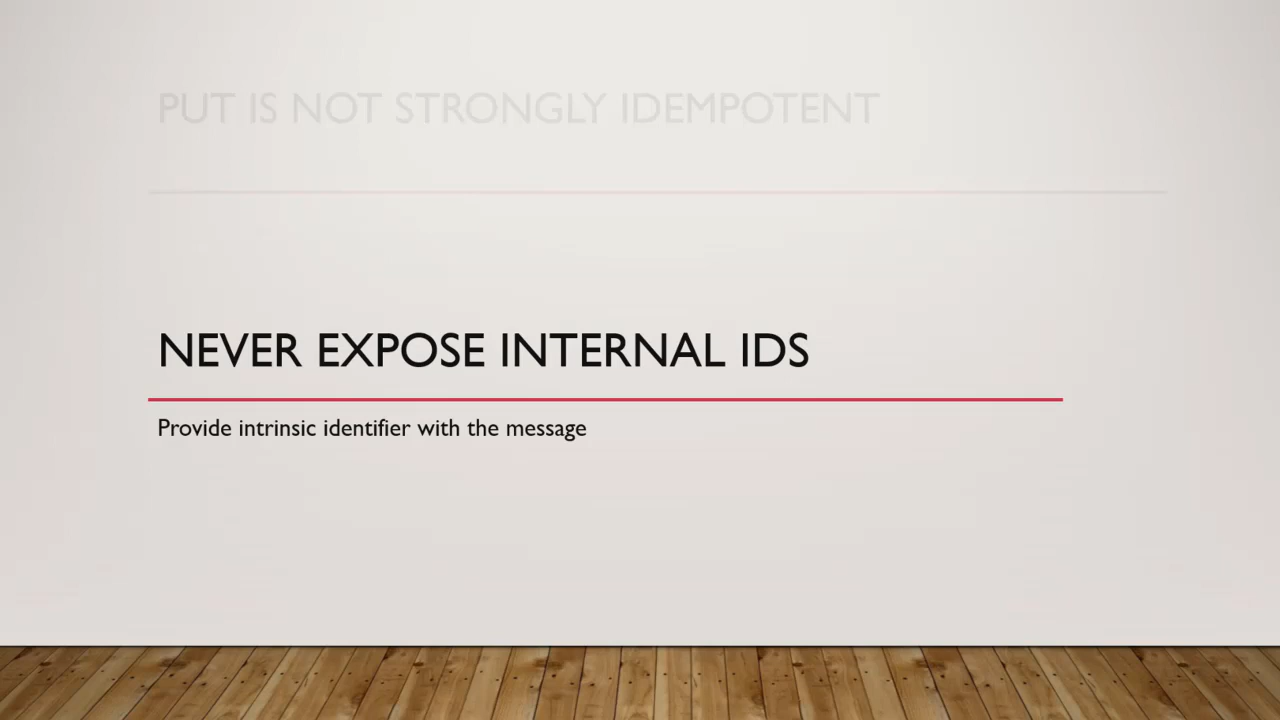 PUT IS NOT STRONGLY IDEMPOTENT
NEVER EXPOSE INTERNAL IDS
Provide intrinsic identifier with the message